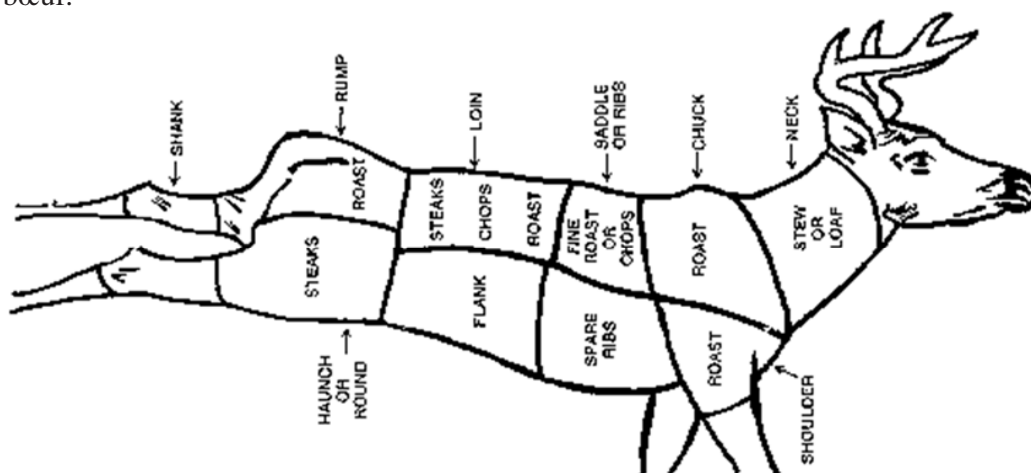 bœuf.
SHANK
RUMP
LOIN
SADDLE
OR RIBS
CHUCK
NECK
ROAST
STEAKS
CHOPS
ROAST
FINE
ROAST
OR
CHOPS
ROAST
STEW
OR
LOAF
STEAKS
FLANK
SPARE
RIBS
ROAST
HAUNCH
OR
ROUND
SHOULDER